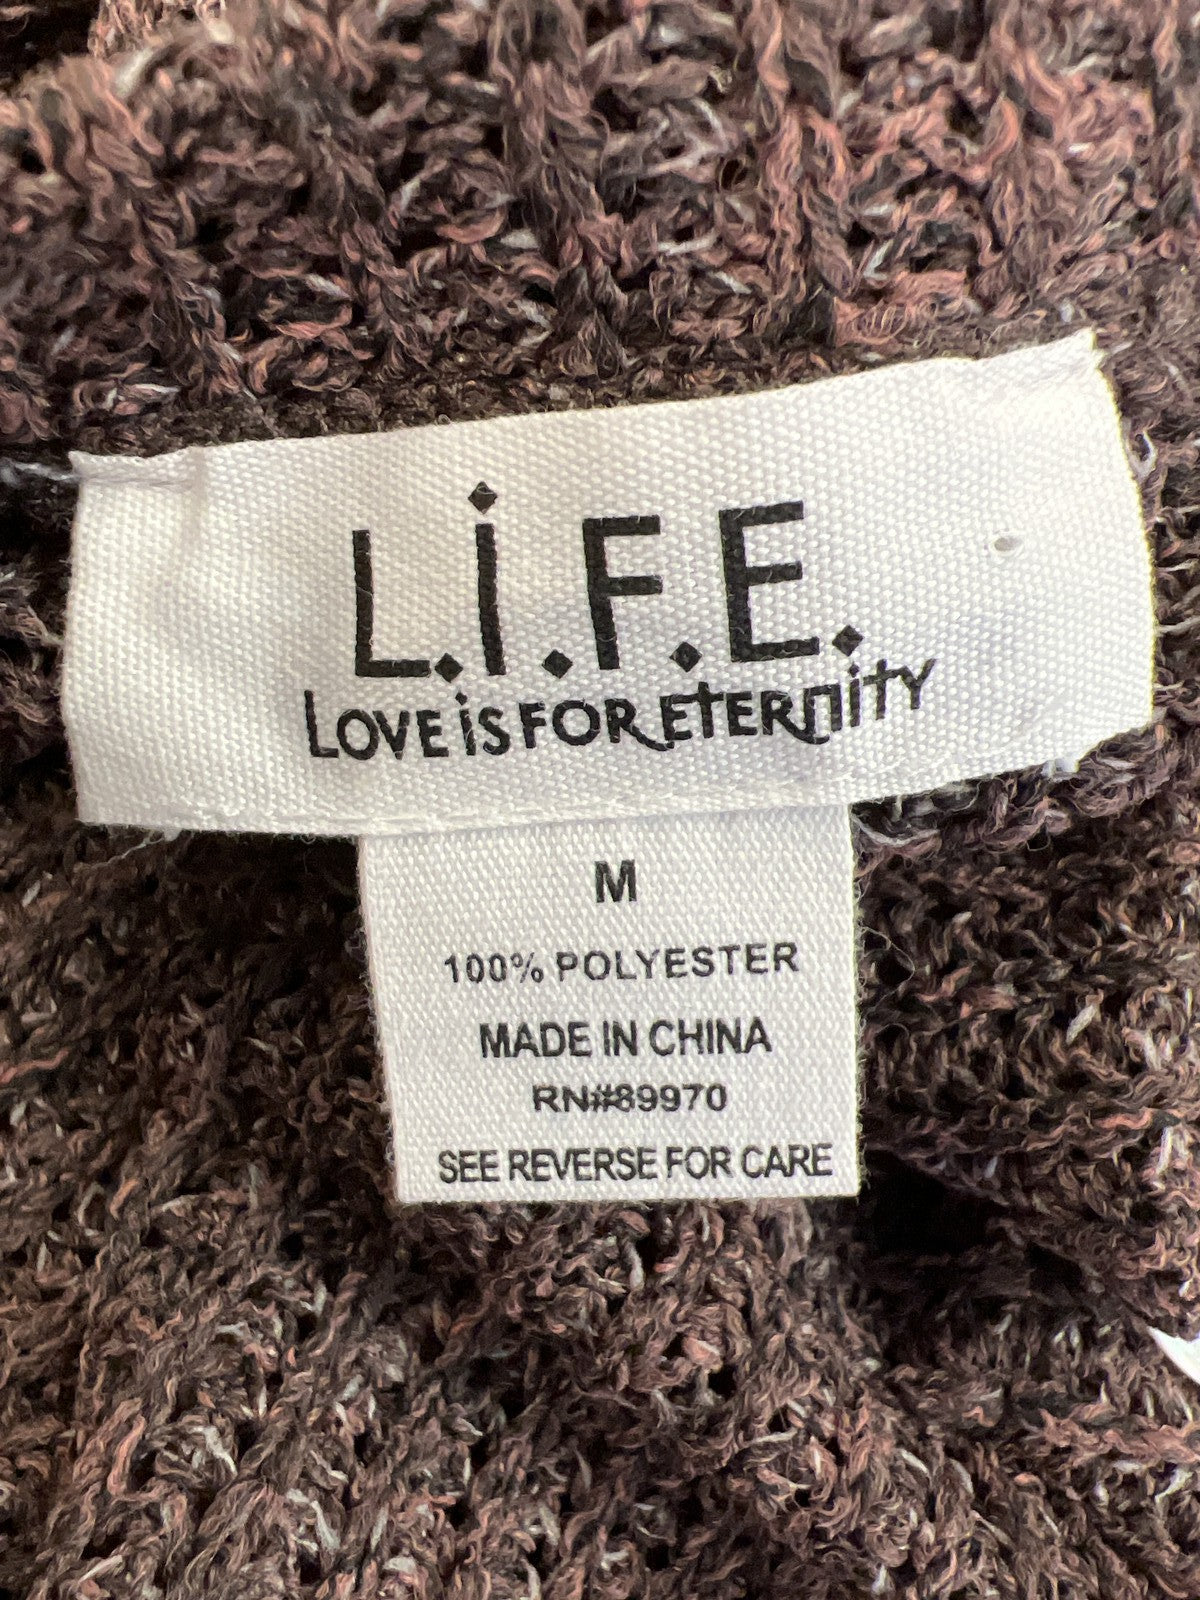 L.i.F.E.
LOVE iS FOR ETERNiTY
M
100% POLYESTER
MADE IN CHINA
RN#89970
SEE REVERSE FOR CARE